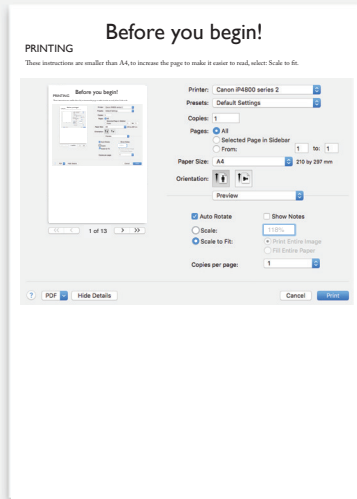 Before you begin!
PRINTING
These instructions are smaller than A4, to increase the page to make it easier to read, select: Scale to fit.
Before you begin!
PRINTING
1 of 13
Printer: Canon iP4800 series 2
Presets: Default Settings
Copies: 1
Pages: All
Selected Page in Sidebar
From: 1 to: 1
Paper Size: A4 210 by 297 mm
Orientation:
Preview
Auto Rotate Show Notes
Scale: 118%
Scale to Fit: Print Entire Image
Fill Entire Paper
Copies per page: 1
? PDF Hide Details Cancel Print